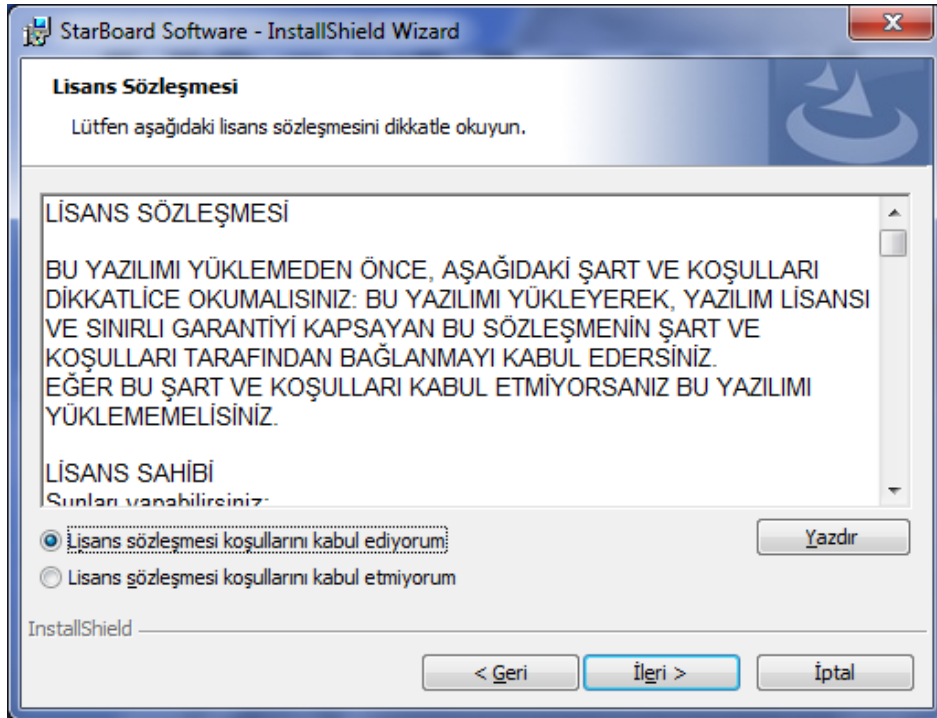 StarBoard Software - InstallShield Wizard
Lisans Sözleşmesi
Lütfen aşağıdaki lisans sözleşmesini dikkatle okuyun.
LİSANS SÖZLEŞMESİ
BU YAZILIMI YÜKLEMEDEN ÖNCE, AŞAĞIDAKİ ŞART VE KOŞULLARI
DİKKATLİCE OKUMALISINIZ: BU YAZILIMI YÜKLEYEREK, YAZILIM LİSANSI
VE SINIRLI GARANTİYİ KAPSAYAN BU SÖZLEŞMENİN ŞART VE
KOŞULLARI TARAFINDAN BAĞLANMAYI KABUL EDERSİNİZ.
EĞER BU ŞART VE KOŞULLARI KABUL ETMİYORSANIZ BU YAZILIMI
YÜKLEMEMELİSİNİZ.
LİSANS SAHİBİ
Şunları yapabilirsiniz:
Lisans sözleşmesi koşullarını kabul ediyorum
Yazdır
Lisans sözleşmesi koşullarını kabul etmiyorum
InstallShield
< Geri
İleri >
İptal